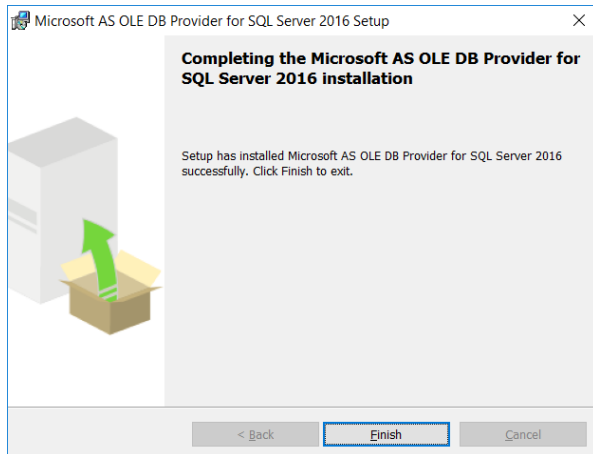 Microsoft AS OLE DB Provider for SQL Server 2016 Setup
Completing the Microsoft AS OLE DB Provider for
SQL Server 2016 installation
Setup has installed Microsoft AS OLE DB Provider for SQL Server 2016
successfully. Click Finish to exit.
< Back Finish Cancel